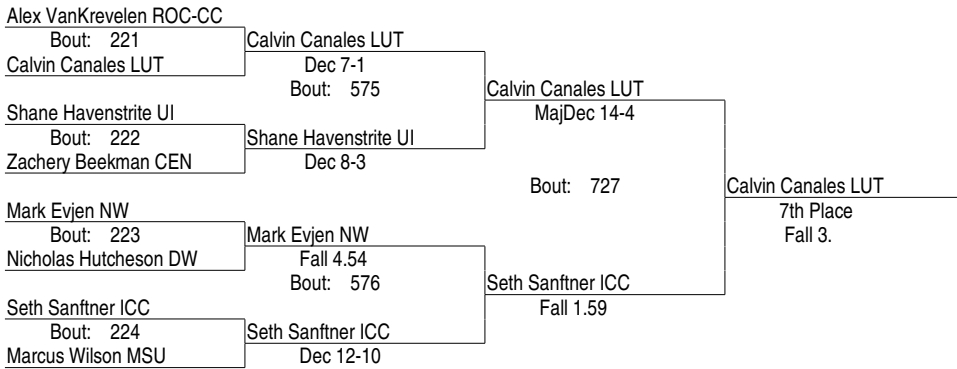 Alex VanKrevelen ROC-CC
Bout: 221
Calvin Canales LUT
Calvin Canales LUT
Dec 7-1
Bout: 575
Shane Havenstrite UI
Bout: 222
Zachery Beekman CEN
Shane Havenstrite UI
Dec 8-3
Calvin Canales LUT
MajDec 14-4
Bout: 727
Mark Evjen NW
Bout: 223
Nicholas Hutcheson DW
Mark Evjen NW
Fall 4.54
Bout: 576
Seth Sanftner ICC
Bout: 224
Marcus Wilson MSU
Seth Sanftner ICC
Dec 12-10
Seth Sanftner ICC
Fall 1.59
Calvin Canales LUT
7th Place
Fall 3.